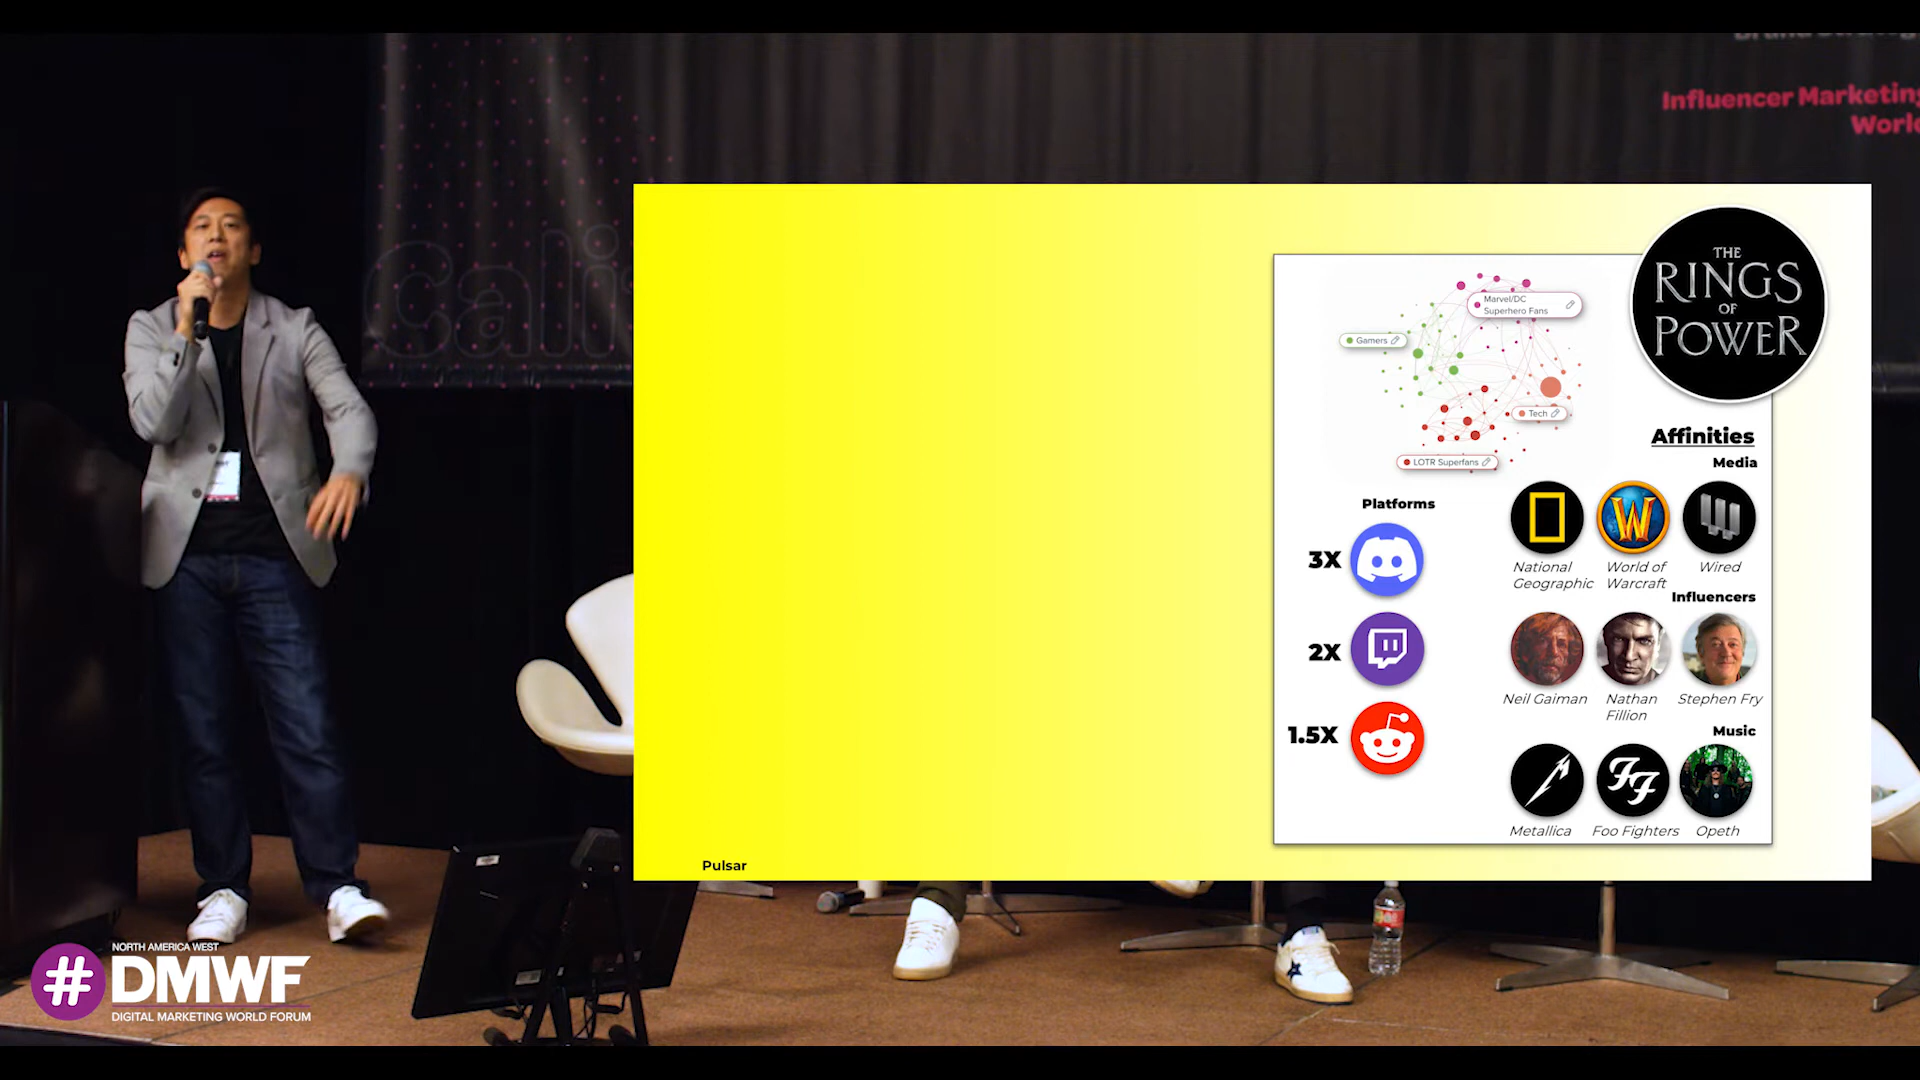 Influencer Marketing
World
Cali
THE
RINGS
OF
POWER
Marvel/DC
Superhero Fans
Gamers
Tech
LOTR Superfans
Affinities
Media
Platforms
National
Geographic
World of
Warcraft
Wired
3X
2X
1.5X
Influencers
Neil Gaiman
Nathan
Fillion
Stephen Fry
Music
Metallica
Foo Fighters
Opeth
Pulsar
NORTH AMERICA WEST
# DMWF
DIGITAL MARKETING WORLD FORUM